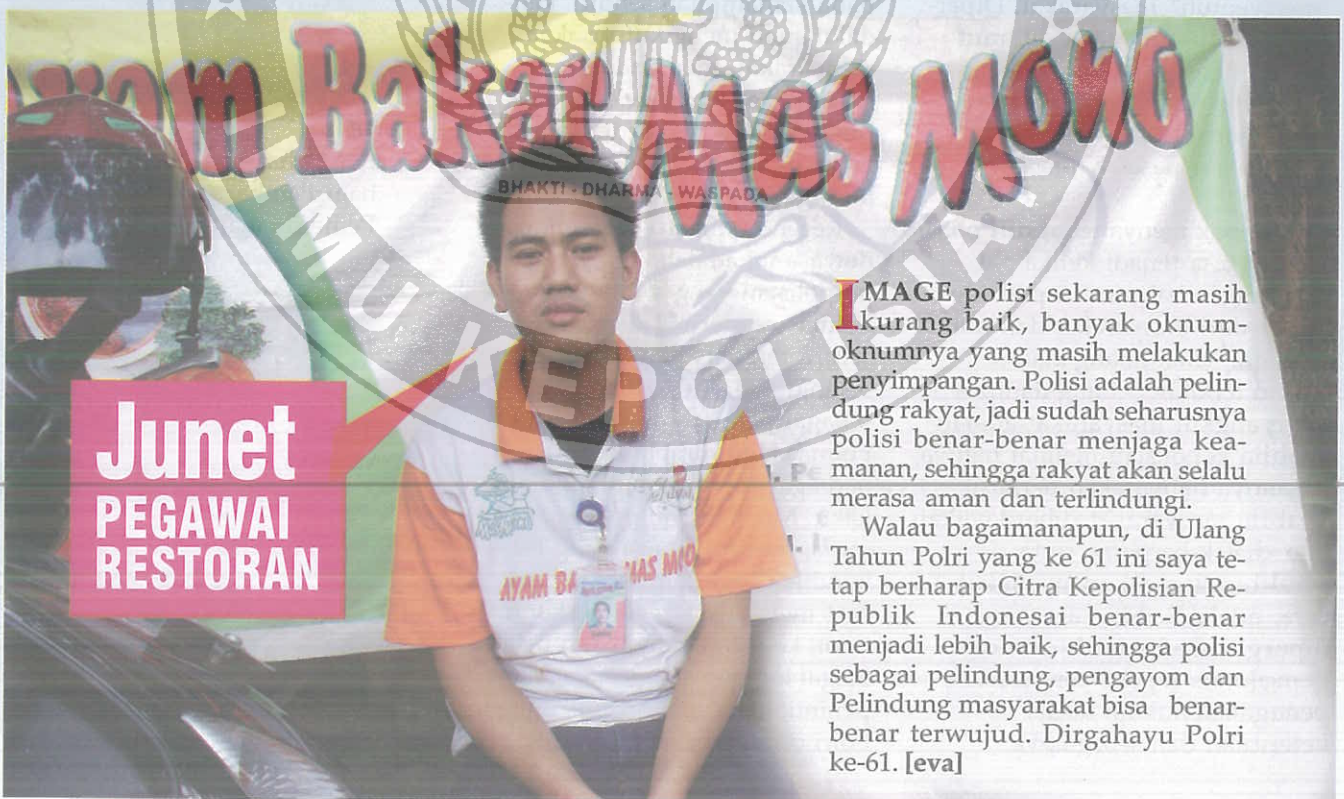 Ayam Bakar Mas Mono
BHAKTI - DHARMA - WASPADA
ILMU KEPOLISIAN
Junet
PEGAWAI
RESTORAN
AYAM BA MAS MONO
IMAGE polisi sekarang masih
kurang baik, banyak oknum-
oknumnya yang masih melakukan
penyimpangan. Polisi adalah pelin-
dung rakyat, jadi sudah seharusnya
polisi benar-benar menjaga kea-
manan, sehingga rakyat akan selalu
merasa aman dan terlindungi.
Walau bagaimanapun, di Ulang
Tahun Polri yang ke 61 ini saya te-
tap berharap Citra Kepolisian Re-
publik Indonesai benar-benar
menjadi lebih baik, sehingga polisi
sebagai pelindung, pengayom dan
Pelindung masyarakat bisa benar-
benar terwujud. Dirgahayu Polri
ke-61. [eva]